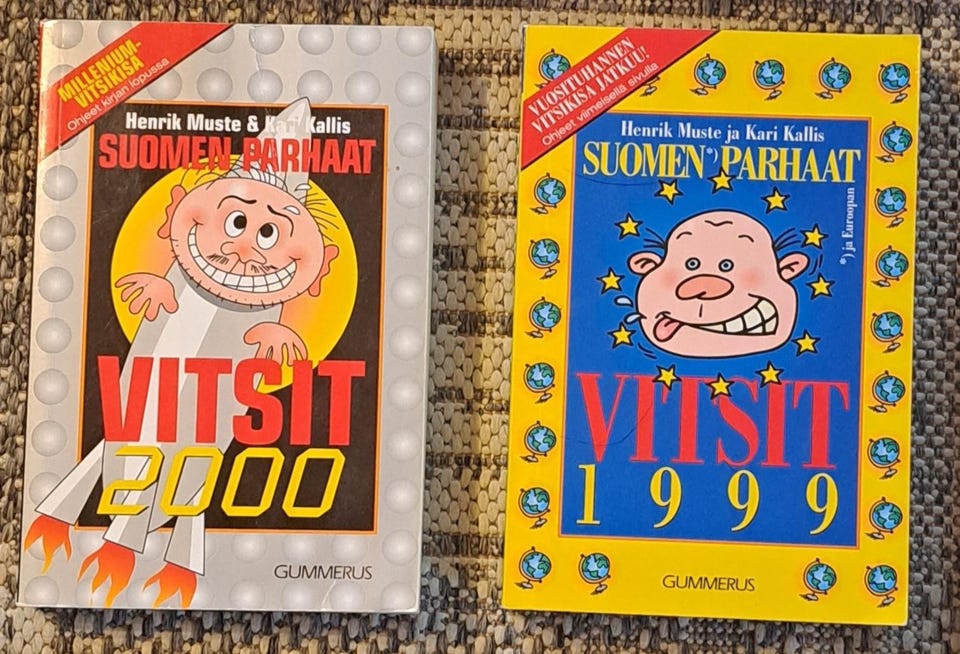 MILLENIUM-
VITSIKISA
Ohjeet kirjan lopussa
Henrik Muste & Kari Kallis
SUOMEN PARHAAT
VITSIT
2000
GUMMERUS
VUOSITUHANNEN
VITSIKISA JATKUU!
Ohjeet viimeisellä sivulla
Henrik Muste ja Kari Kallis
SUOMEN*) PARHAAT
*) ja Euroopan
VITSIT
1999
GUMMERUS